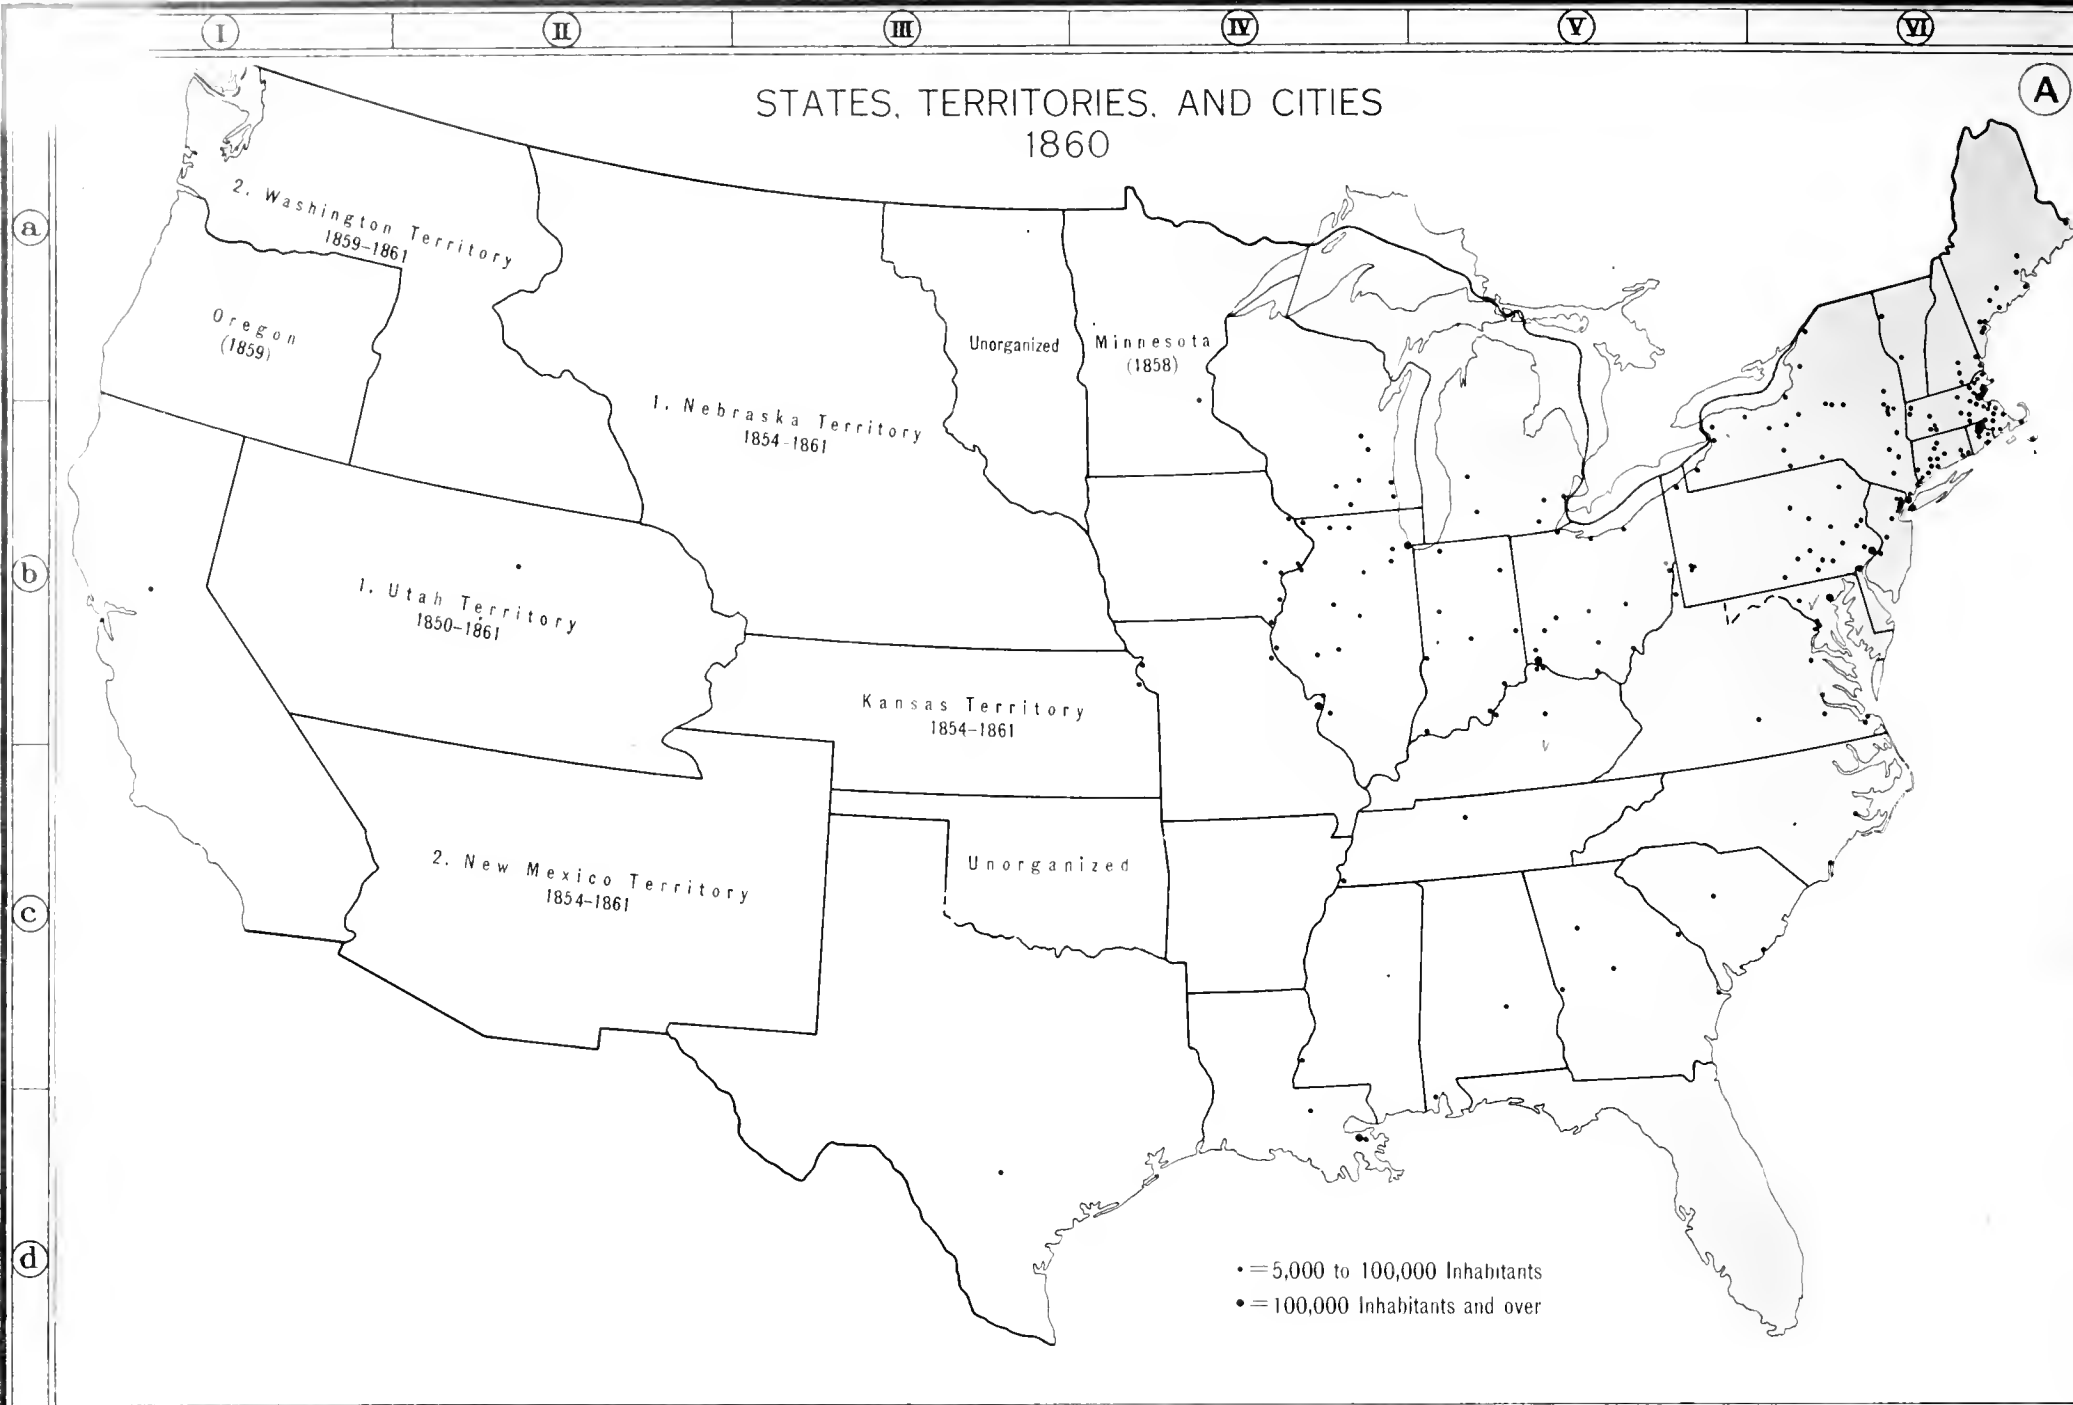 I II III IV V VI
A
STATES, TERRITORIES, AND CITIES
1860
a
b
c
d
2. Washington Territory
1859–1861
Oregon
(1859)
Unorganized
Minnesota
(1858)
1. Nebraska Territory
1854–1861
1. Utah Territory
1850–1861
Kansas Territory
1854–1861
2. New Mexico Territory
1854–1861
Unorganized
• = 5,000 to 100,000 Inhabitants
• = 100,000 Inhabitants and over